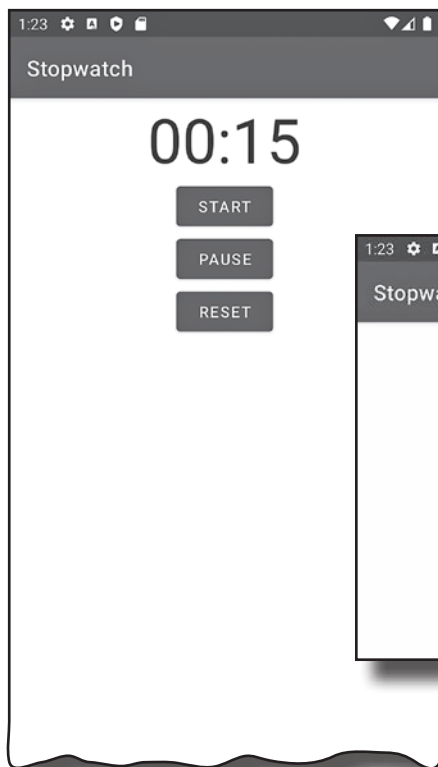 1:23
Stopwatch
00:15
START
PAUSE
RESET
1:23
Stopwa